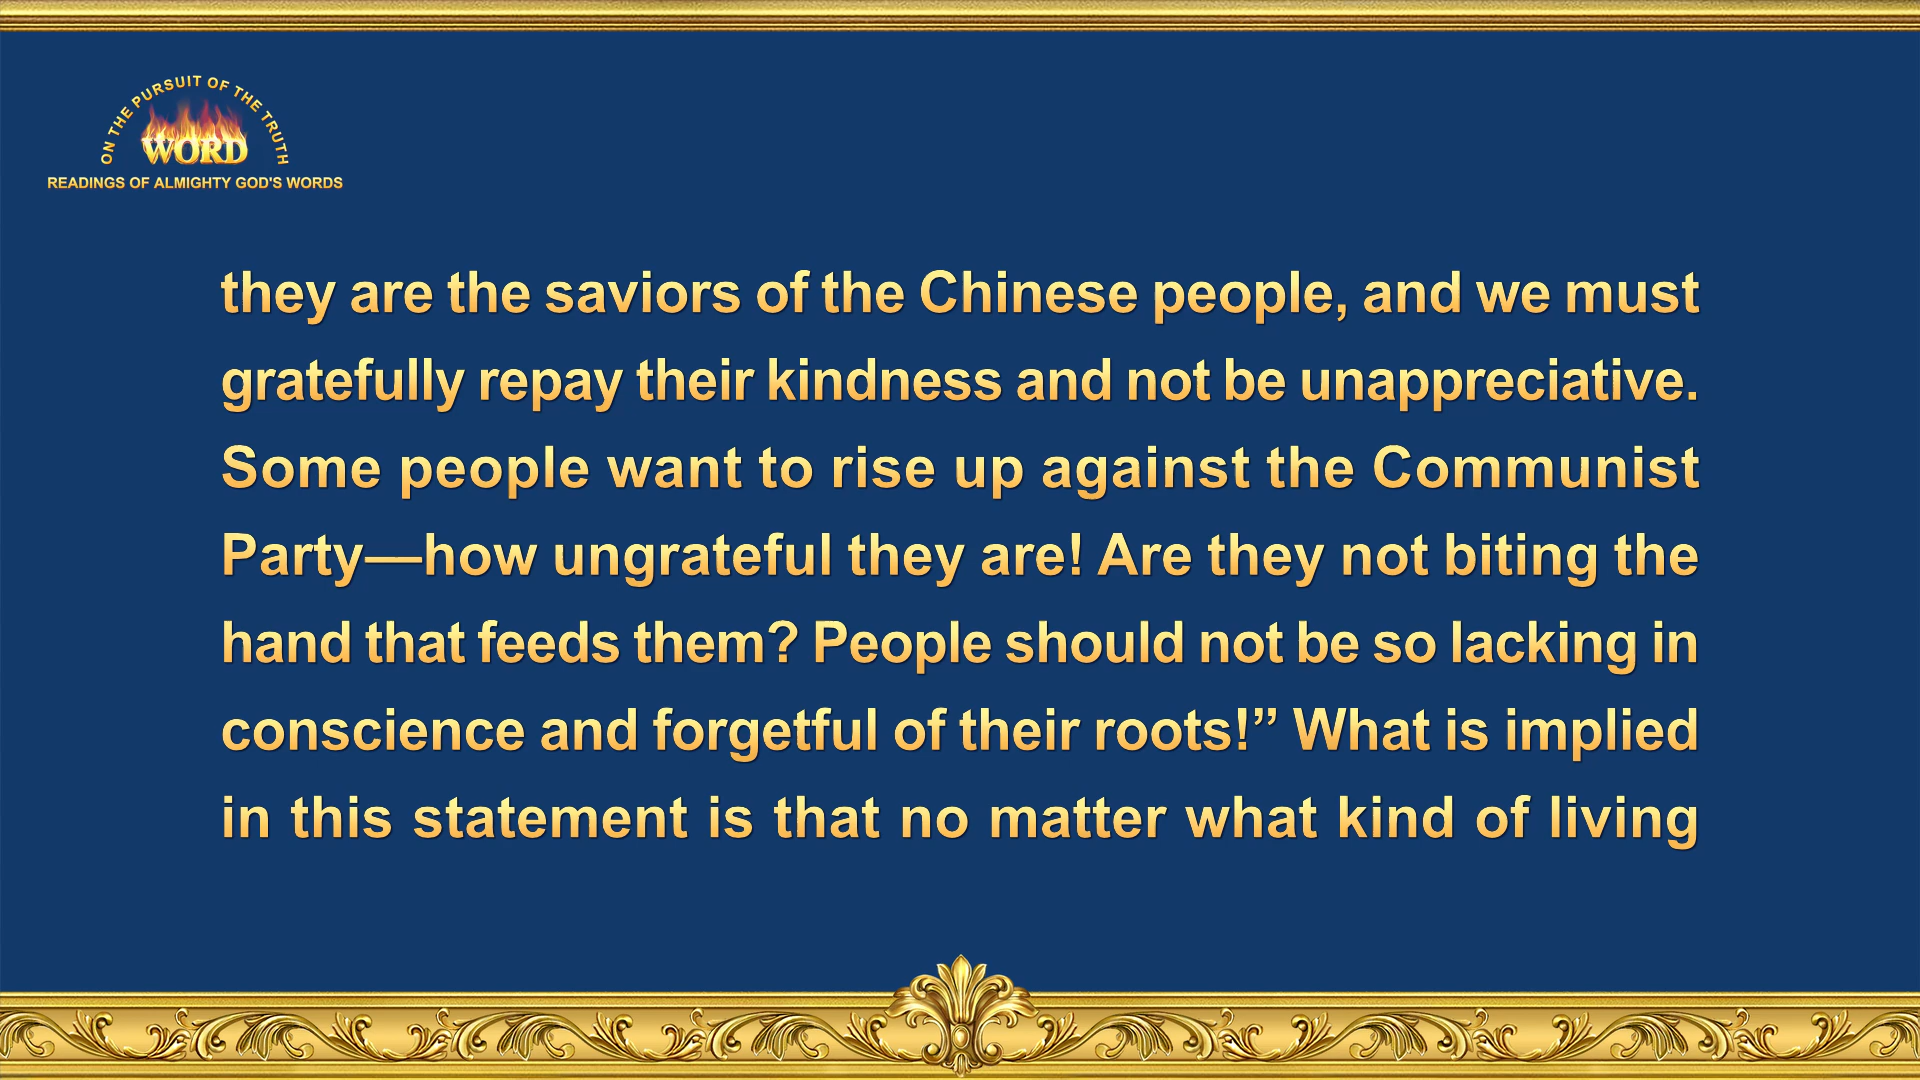 ON THE PURSUIT OF THE TRUTH
WORD
READINGS OF ALMIGHTY GOD'S WORDS
they are the saviors of the Chinese people, and we must
gratefully repay their kindness and not be unappreciative.
Some people want to rise up against the Communist
Party—how ungrateful they are! Are they not biting the
hand that feeds them? People should not be so lacking in
conscience and forgetful of their roots!” What is implied
in this statement is that no matter what kind of living